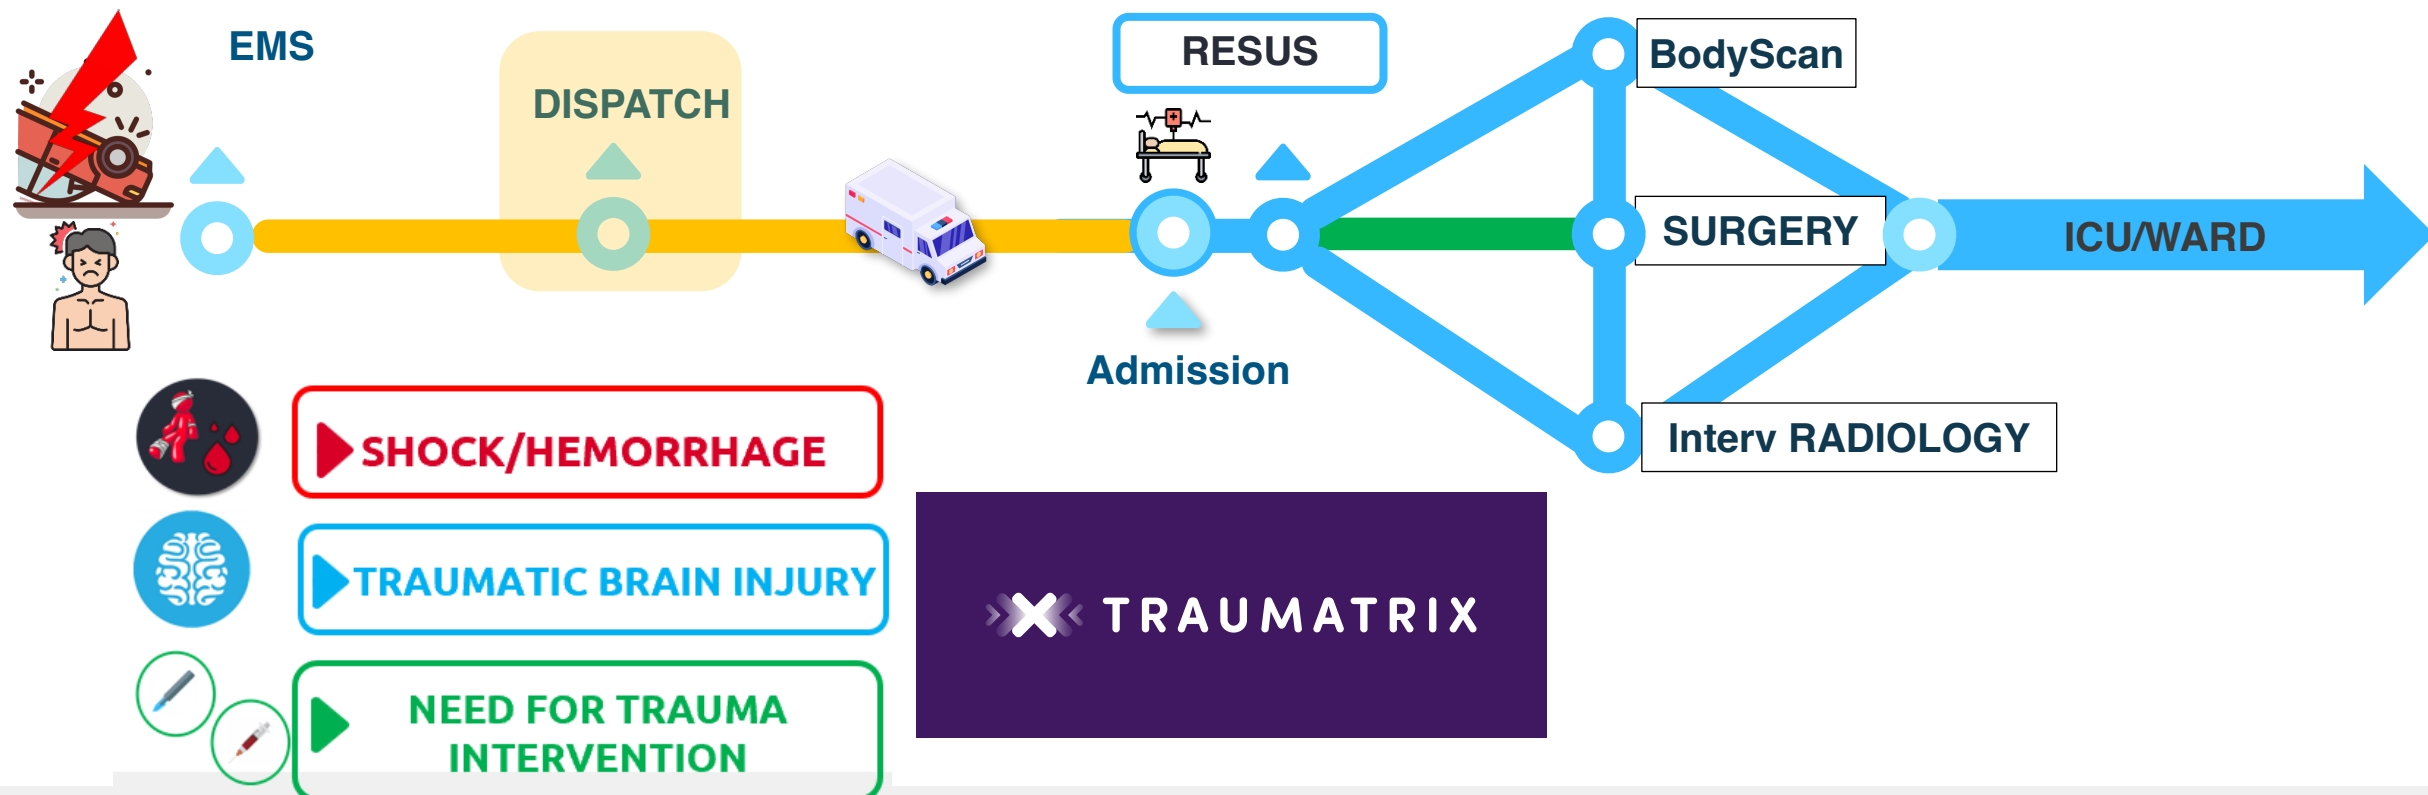 EMS
DISPATCH
RESUS
BodyScan
SURGERY
ICU/WARD
Admission
Interv RADIOLOGY
SHOCK/HEMORRHAGE
TRAUMATIC BRAIN INJURY
TRAUMATRIX
NEED FOR TRAUMA
INTERVENTION